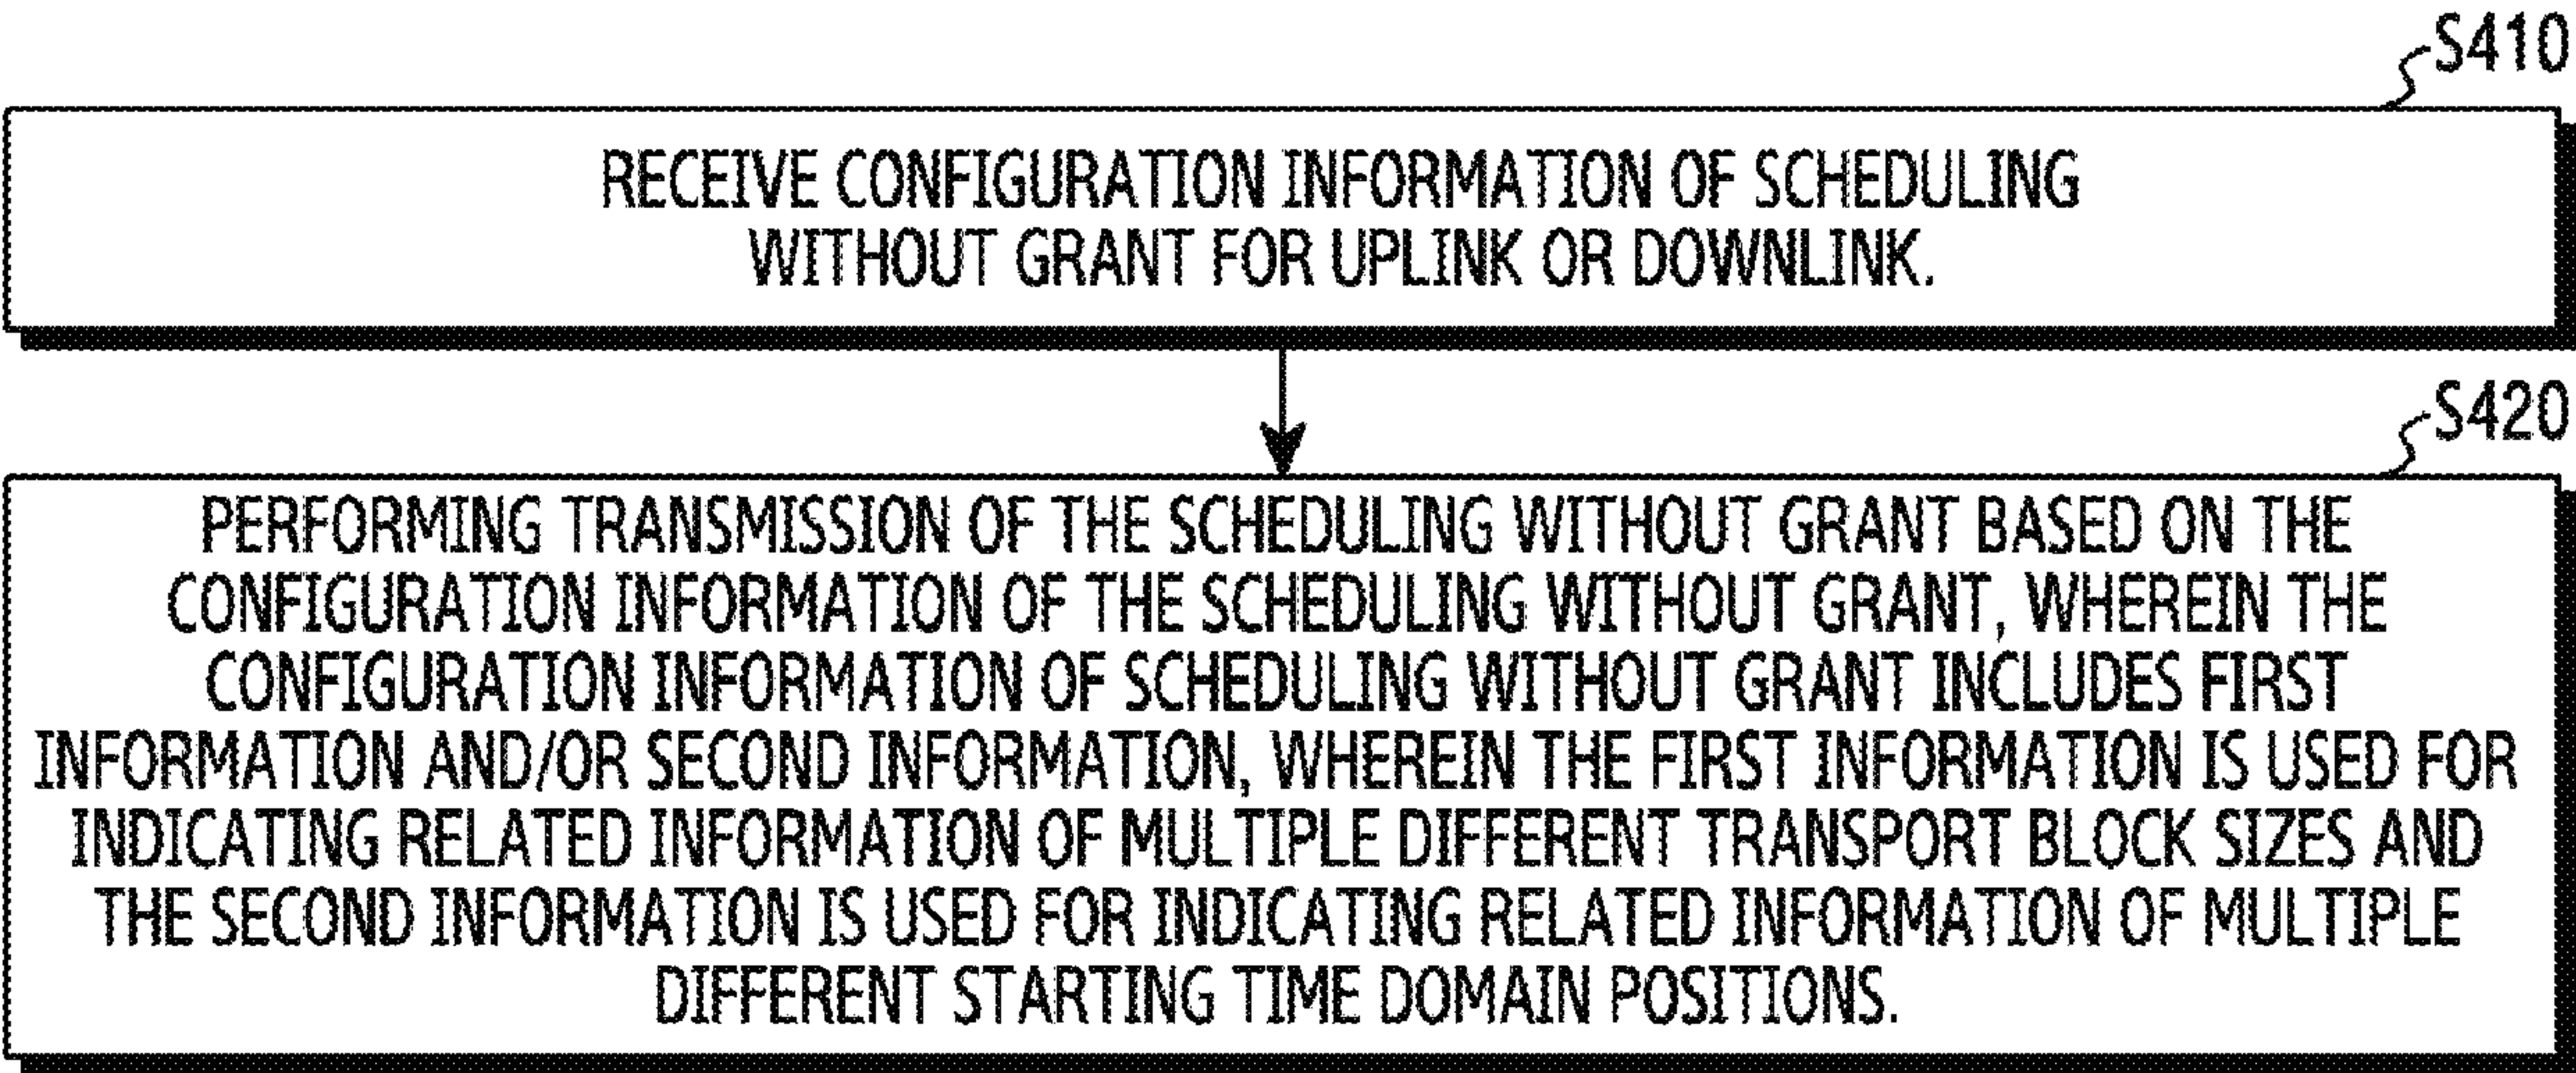 S410
RECEIVE CONFIGURATION INFORMATION OF SCHEDULING
WITHOUT GRANT FOR UPLINK OR DOWNLINK.
S420
PERFORMING TRANSMISSION OF THE SCHEDULING WITHOUT GRANT BASED ON THE
CONFIGURATION INFORMATION OF THE SCHEDULING WITHOUT GRANT, WHEREIN THE
CONFIGURATION INFORMATION OF SCHEDULING WITHOUT GRANT INCLUDES FIRST
INFORMATION AND/OR SECOND INFORMATION, WHEREIN THE FIRST INFORMATION IS USED FOR
INDICATING RELATED INFORMATION OF MULTIPLE DIFFERENT TRANSPORT BLOCK SIZES AND
THE SECOND INFORMATION IS USED FOR INDICATING RELATED INFORMATION OF MULTIPLE
DIFFERENT STARTING TIME DOMAIN POSITIONS.